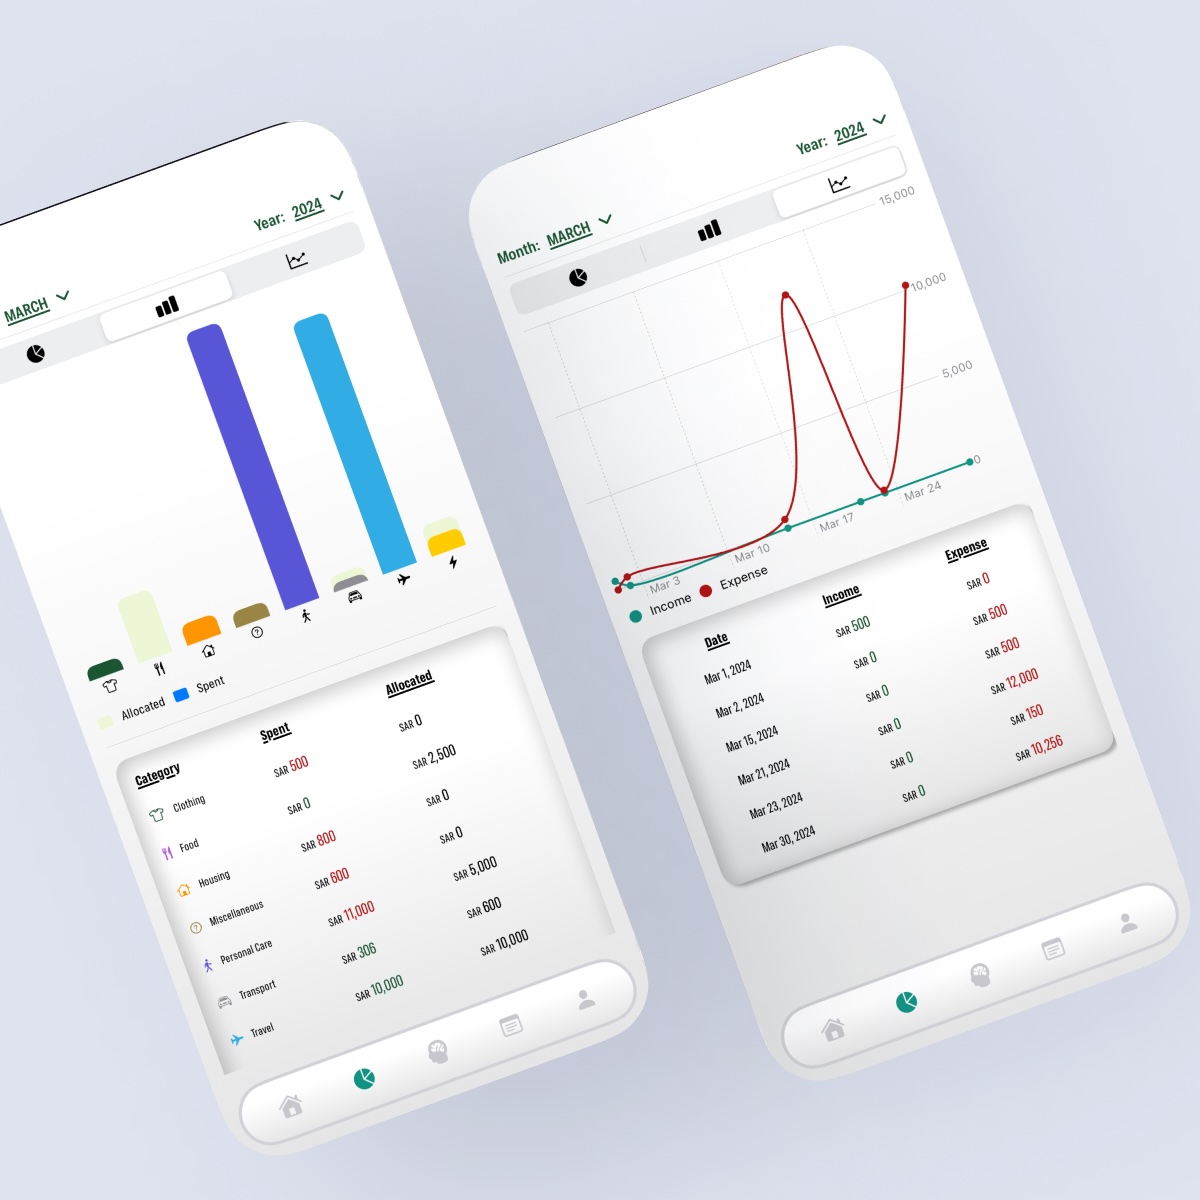 Year: 2024
MARCH
Allocated
Spent
Category Spent Allocated
Clothing SAR 500 SAR 0
Food SAR 0 SAR 2,500
Housing SAR 800 SAR 0
Miscellaneous SAR 600 SAR 0
Personal Care SAR 11,000 SAR 5,000
Transport SAR 306 SAR 600
Travel SAR 10,000 SAR 10,000
Year: 2024
Month: MARCH
15,000
10,000
5,000
0
Mar 3 Mar 10 Mar 17 Mar 24
Income Expense
Date Income Expense
Mar 1, 2024 SAR 500 SAR 0
Mar 2, 2024 SAR 0 SAR 500
Mar 15, 2024 SAR 0 SAR 500
Mar 21, 2024 SAR 0 SAR 12,000
Mar 23, 2024 SAR 0 SAR 150
Mar 30, 2024 SAR 0 SAR 10,256